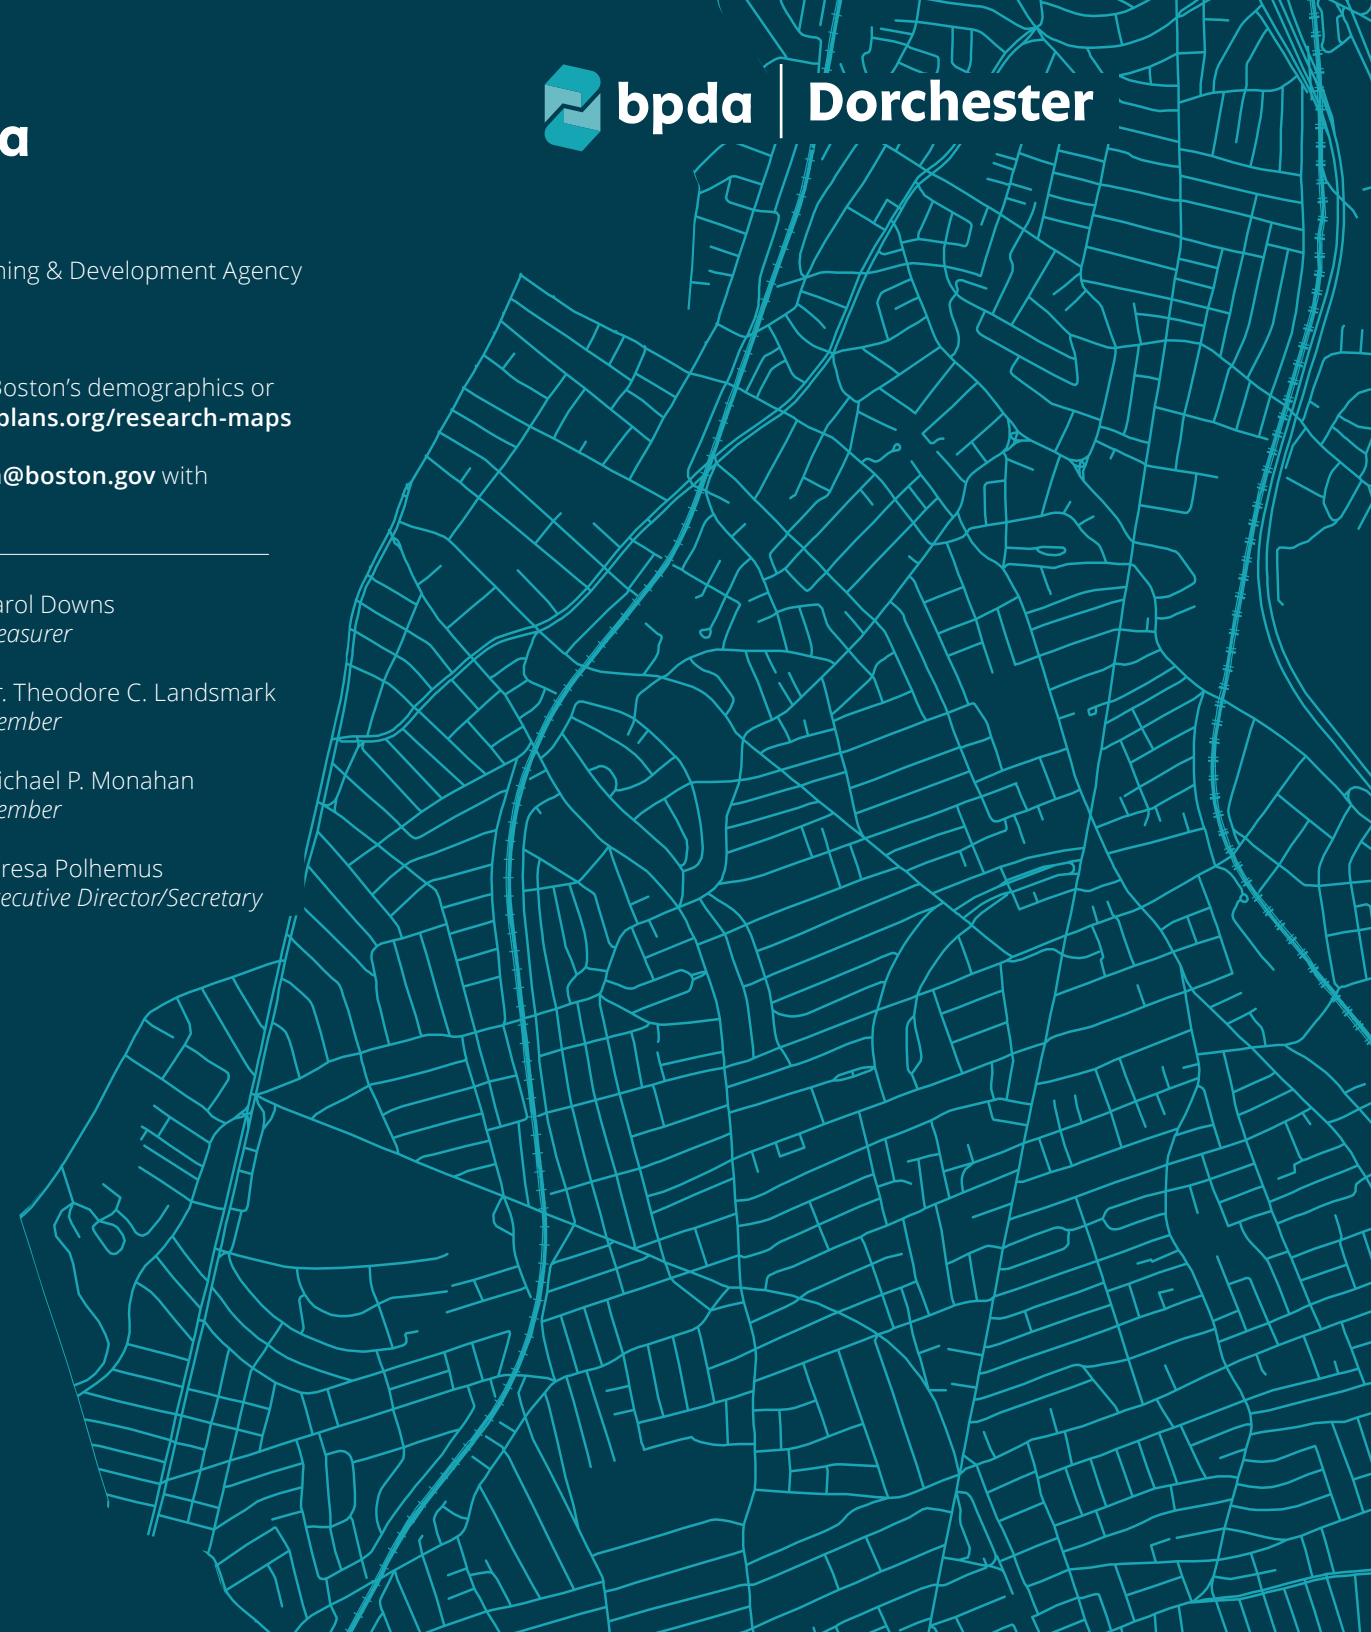 bpda | Dorchester
a
ning & Development Agency
Boston’s demographics or
plans.org/research-maps
@boston.gov with
arol Downs
easurer
r. Theodore C. Landsmark
ember
ichael P. Monahan
ember
resa Polhemus
ecutive Director/Secretary